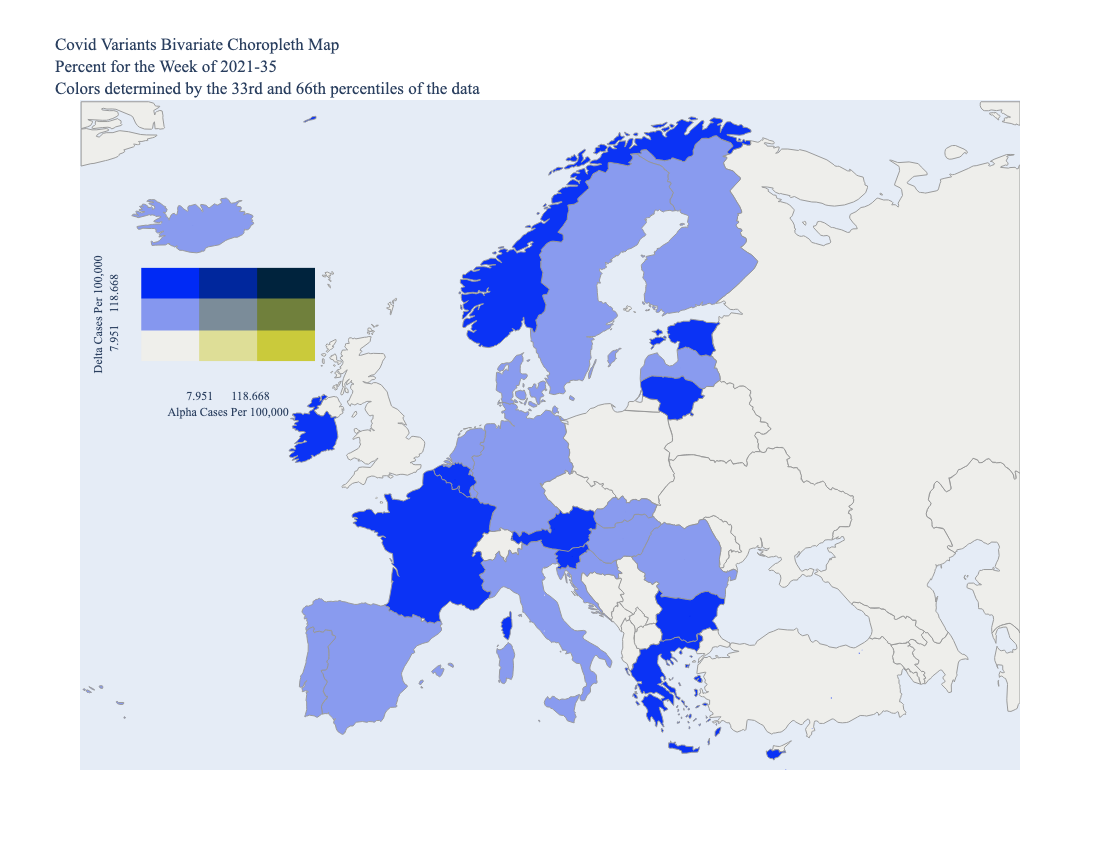 Covid Variants Bivariate Choropleth Map
Percent for the Week of 2021-35
Colors determined by the 33rd and 66th percentiles of the data
Delta Cases Per 100,000
7.951 118.668
7.951 118.668
Alpha Cases Per 100,000